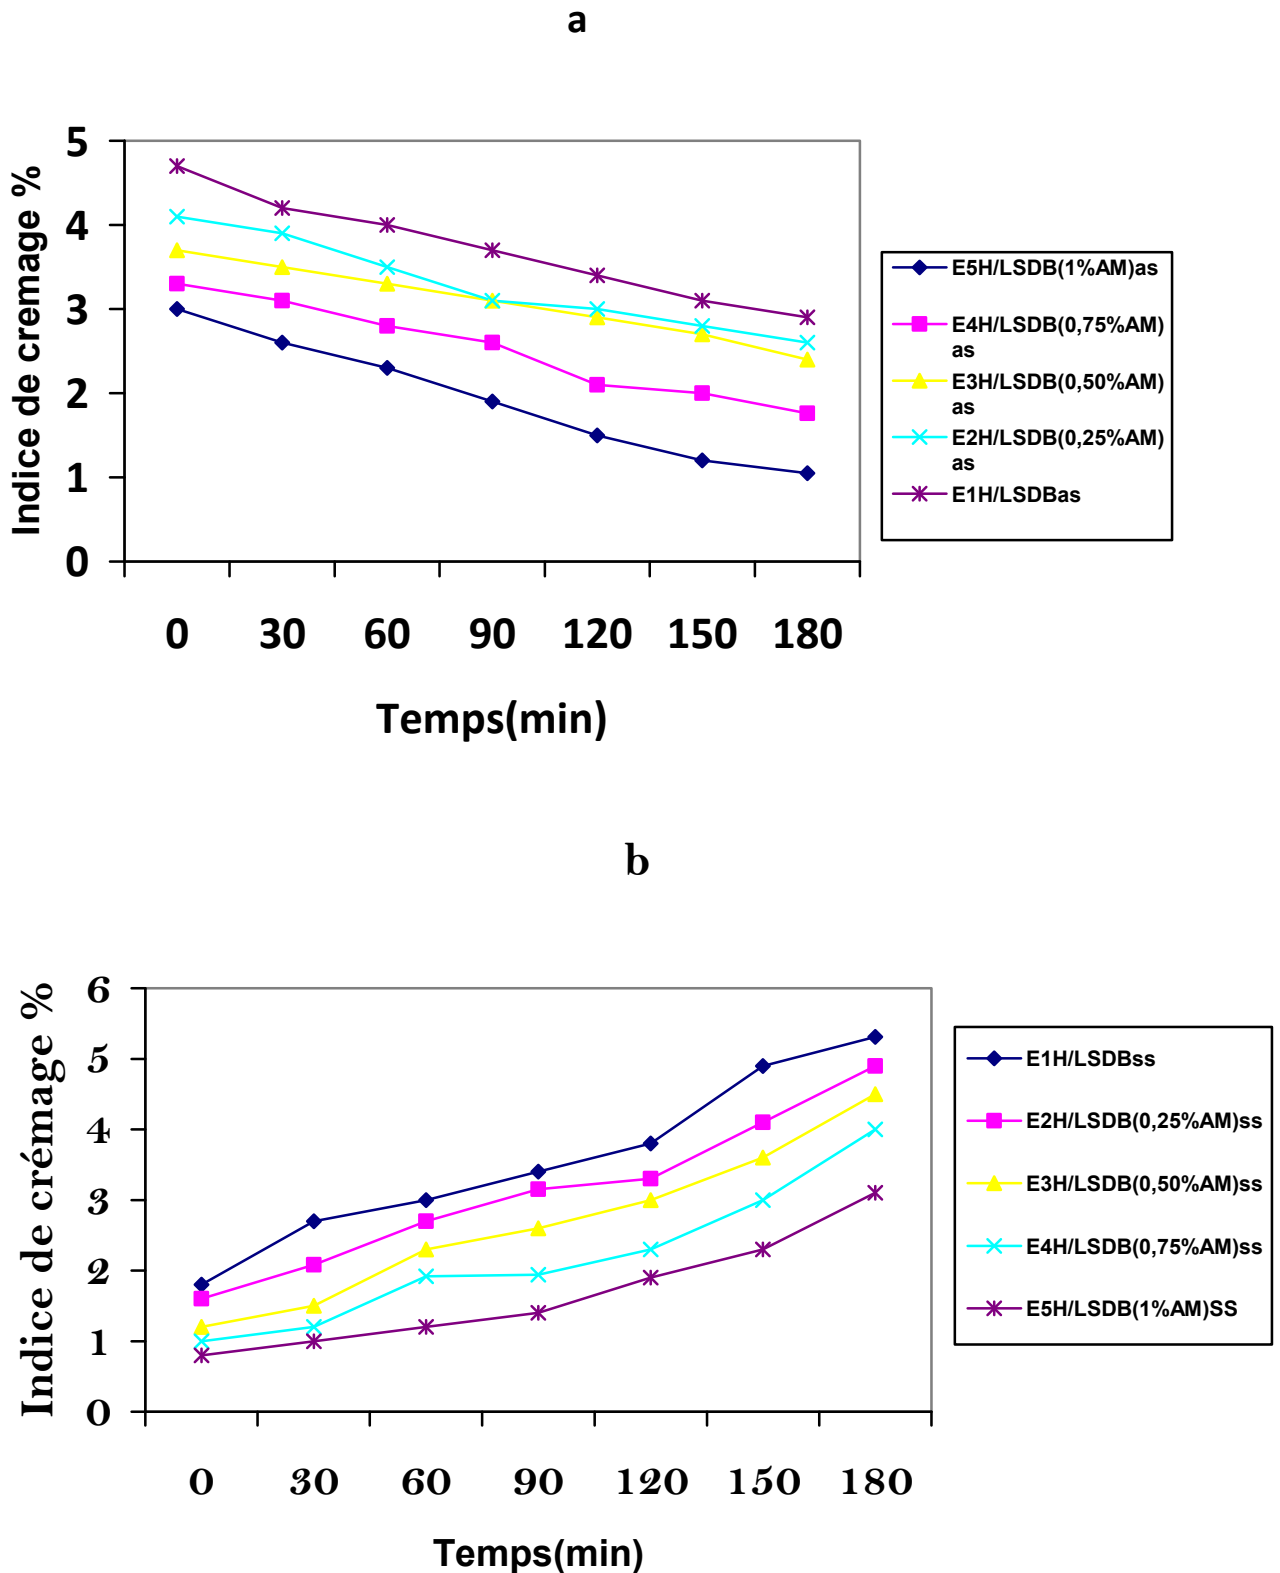 a
Indice de cremage %
5
4
3
2
1
0
0 30 60 90 120 150 180
Temps(min)
E5H/LSDB(1%AM)as
E4H/LSDB(0,75%AM)
as
E3H/LSDB(0,50%AM)
as
E2H/LSDB(0,25%AM)
as
E1H/LSDBas
b
Indice de crémage %
6
5
4
3
2
1
0
0 30 60 90 120 150 180
Temps(min)
E1H/LSDBss
E2H/LSDB(0,25%AM)ss
E3H/LSDB(0,50%AM)ss
E4H/LSDB(0,75%AM)ss
E5H/LSDB(1%AM)SS